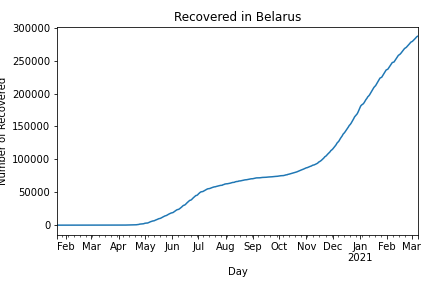 Recovered in Belarus
300000
250000
200000
150000
100000
50000
0
Number of Recovered
Feb Mar Apr May Jun Jul Aug Sep Oct Nov Dec Jan Feb Mar
2021
Day